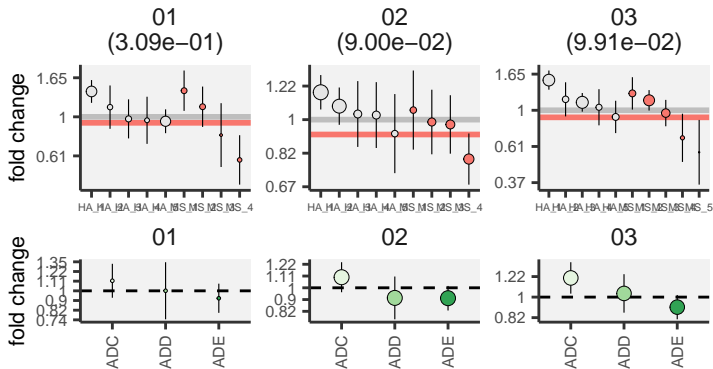 01
(3.09e−01)
02
(9.00e−02)
03
(9.91e−02)
fold change
1.65
1
0.61
1.22
1
0.82
0.67
1.65
1
0.61
0.37
01
02
03
fold change
1.35
1.22
1.11
1
0.9
0.82
0.74
1.22
1.11
1
0.9
0.82
1.22
1
0.82
ADC
ADD
ADE
ADC
ADD
ADE
ADC
ADD
ADE